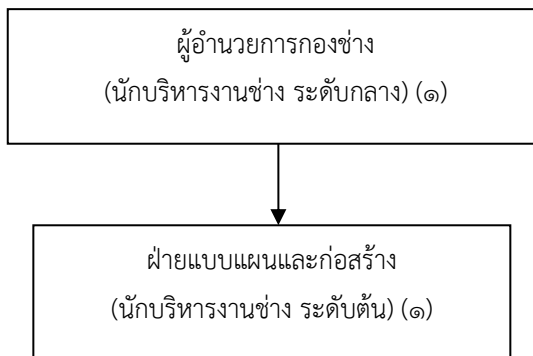 ผู้อำนวยการกองช่าง
(นักบริหารงานช่าง ระดับกลาง) (๑)
ฝ่ายแบบแผนและก่อสร้าง
(นักบริหารงานช่าง ระดับต้น) (๑)